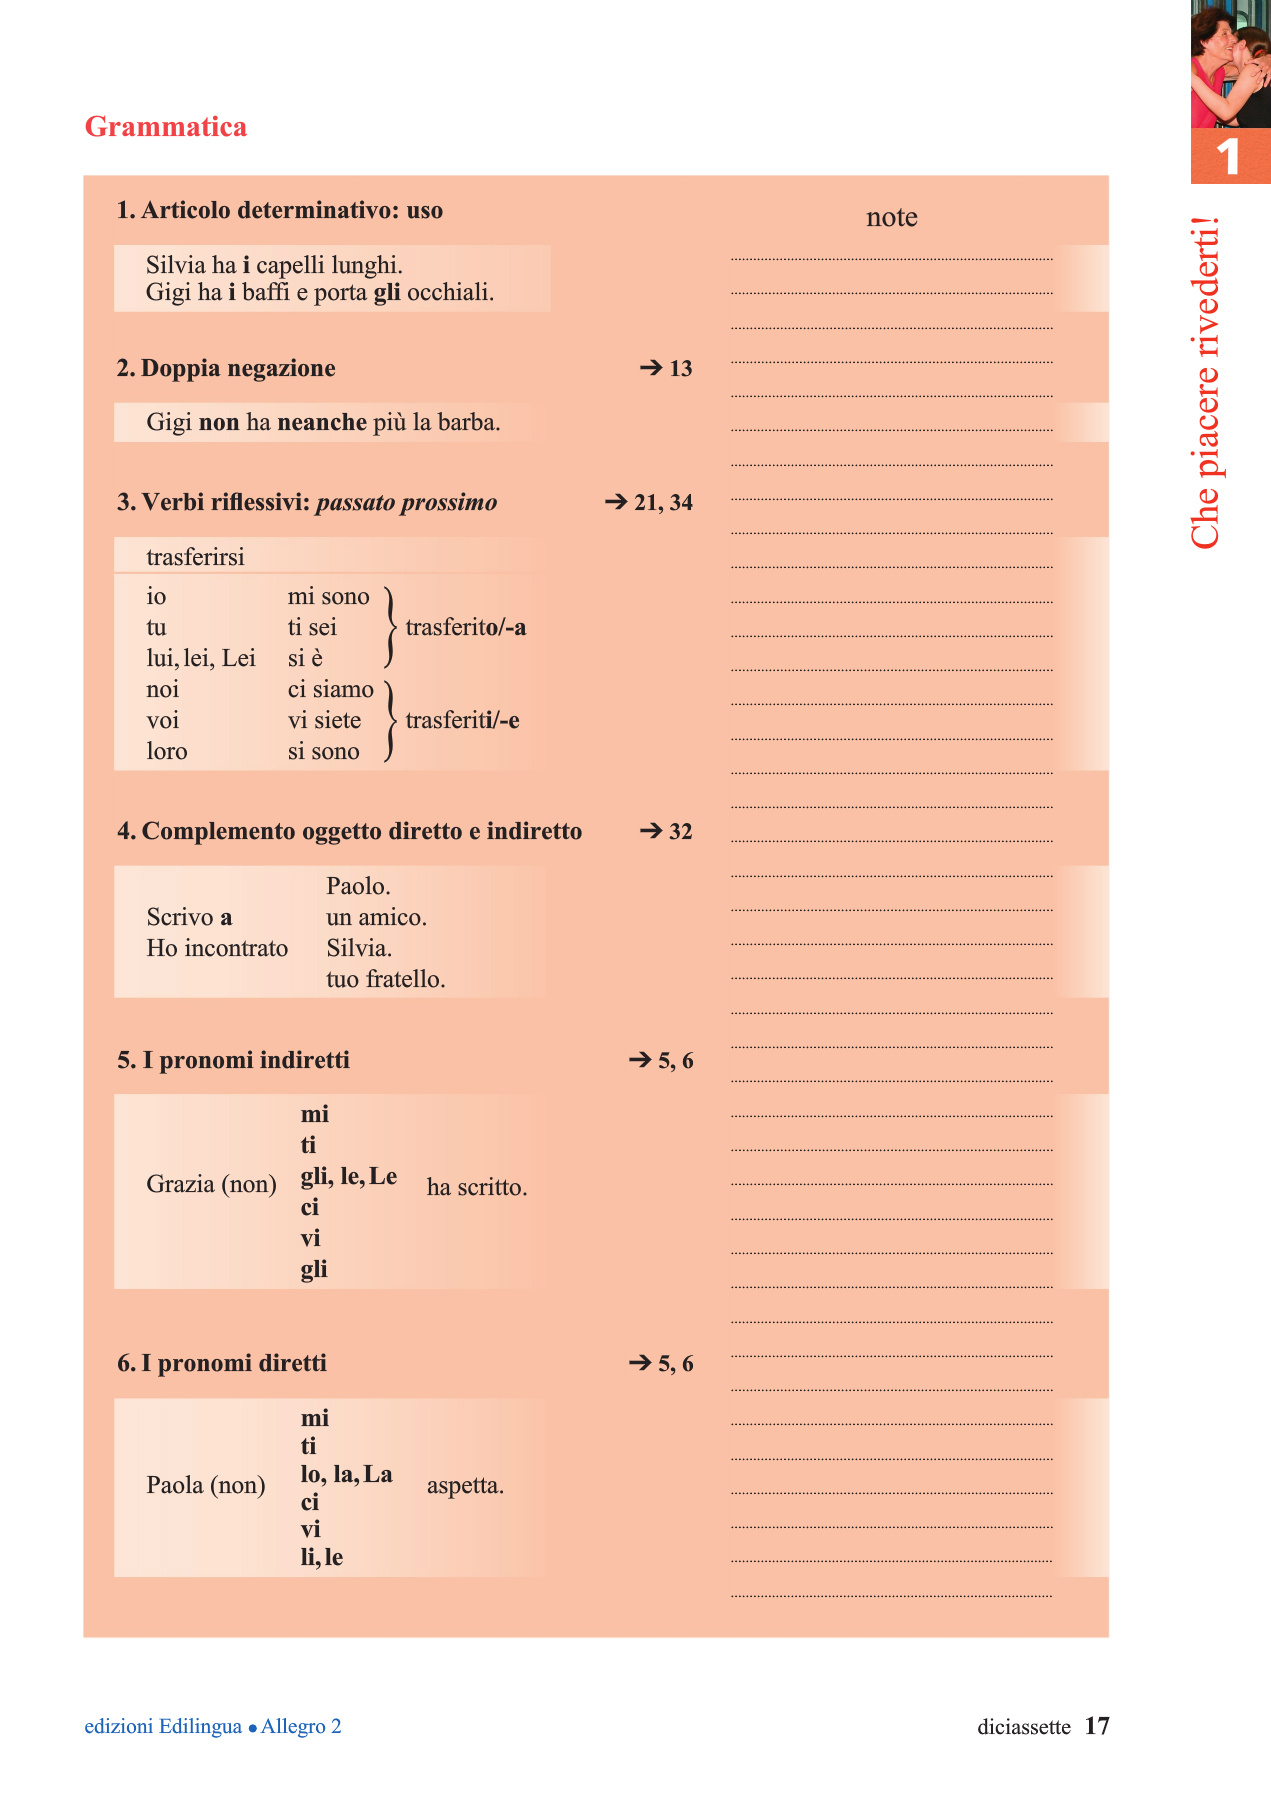 Grammatica
1. Articolo determinativo: uso
Silvia ha i capelli lunghi.
Gigi ha i baffi e porta gli occhiali.
2. Doppia negazione ➔ 13
Gigi non ha neanche più la barba.
3. Verbi riflessivi: passato prossimo ➔ 21, 34
trasferirsi
io mi sono
tu ti sei trasferito/-a
lui, lei, Lei si è
noi ci siamo
voi vi siete trasferiti/-e
loro si sono
4. Complemento oggetto diretto e indiretto ➔ 32
Paolo.
Scrivo a un amico.
Ho incontrato Silvia.
tuo fratello.
5. I pronomi indiretti ➔ 5, 6
mi
ti
Grazia (non) gli, le, Le ha scritto.
ci
vi
gli
6. I pronomi diretti ➔ 5, 6
mi
ti
Paola (non) lo, la, La aspetta.
ci
vi
li, le
note
1
Che piacere rivederti!
edizioni Edilingua • Allegro 2
diciassette 17